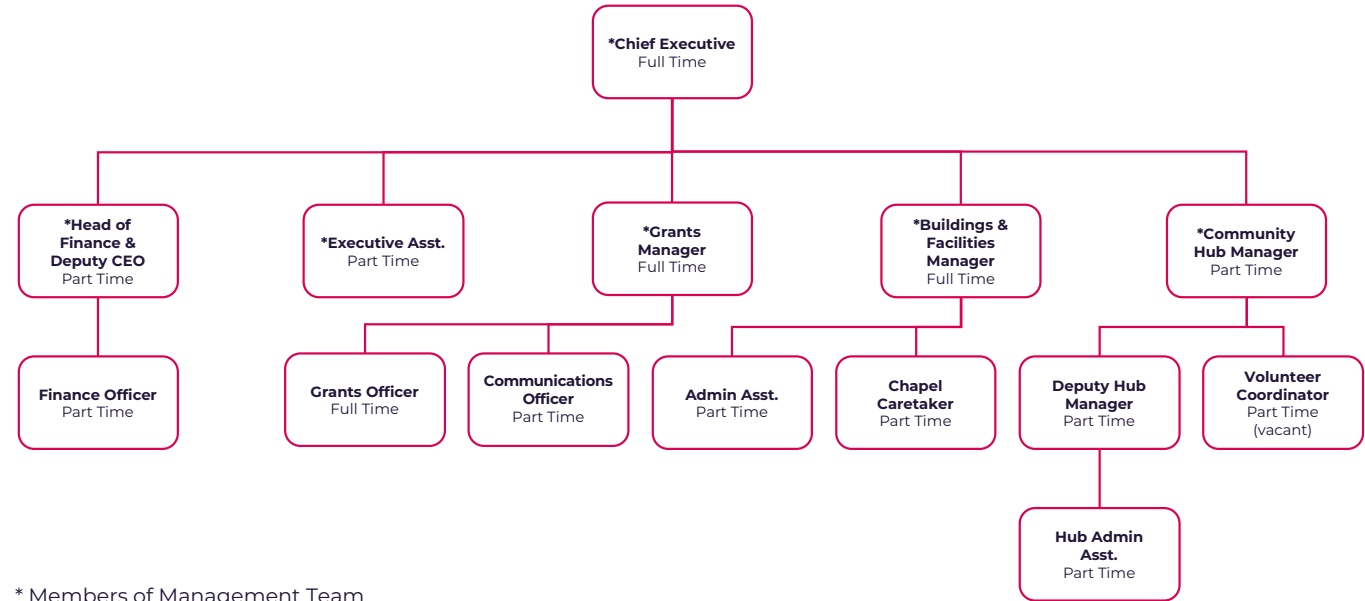 *Chief Executive
Full Time
*Head of
Finance &
Deputy CEO
Part Time
*Executive Asst.
Part Time
*Grants
Manager
Full Time
*Buildings &
Facilities
Manager
Full Time
*Community
Hub Manager
Part Time
Finance Officer
Part Time
Grants Officer
Full Time
Communications
Officer
Part Time
Admin Asst.
Part Time
Chapel
Caretaker
Part Time
Deputy Hub
Manager
Part Time
Volunteer
Coordinator
Part Time
(vacant)
Hub Admin
Asst.
Part Time
* Members of Management Team